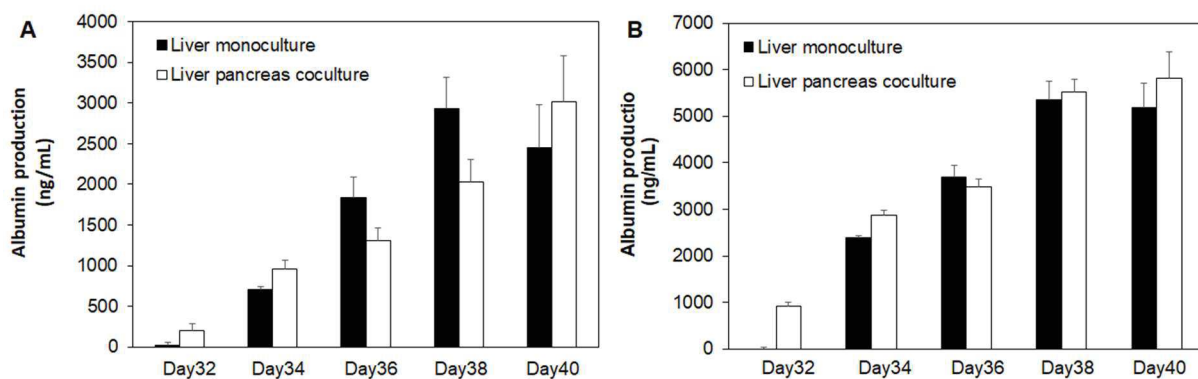 A
Albumin production
(ng/mL)
4000
3500
3000
2500
2000
1500
1000
500
0
Liver monoculture
Liver pancreas coculture
Day32 Day34 Day36 Day38 Day40
B
Albumin productio
(ng/mL)
7000
6000
5000
4000
3000
2000
1000
0
Liver monoculture
Liver pancreas coculture
Day32 Day34 Day36 Day38 Day40